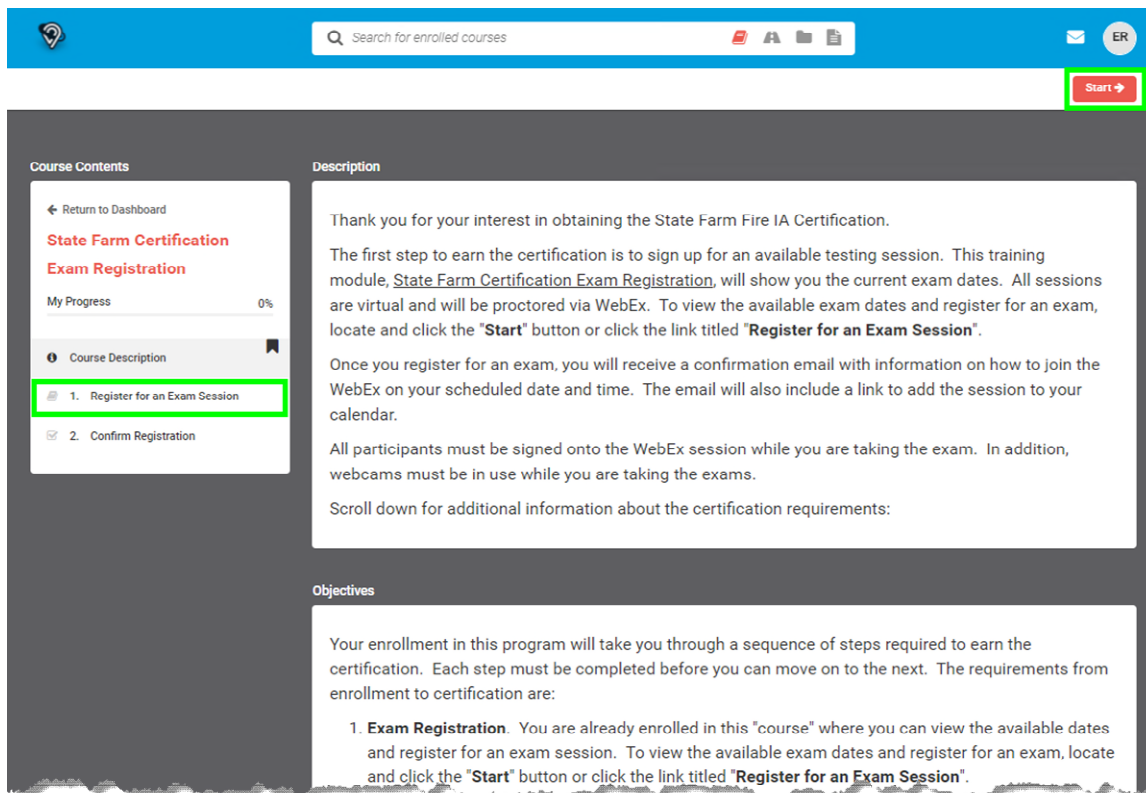 Search for enrolled courses
ER
Start
Course Contents
Return to Dashboard
State Farm Certification
Exam Registration
My Progress 0%
Course Description
1. Register for an Exam Session
2. Confirm Registration
Description
Thank you for your interest in obtaining the State Farm Fire IA Certification.
The first step to earn the certification is to sign up for an available testing session. This training
module, State Farm Certification Exam Registration, will show you the current exam dates. All sessions
are virtual and will be proctored via WebEx. To view the available exam dates and register for an exam,
locate and click the "Start" button or click the link titled "Register for an Exam Session".
Once you register for an exam, you will receive a confirmation email with information on how to join the
WebEx on your scheduled date and time. The email will also include a link to add the session to your
calendar.
All participants must be signed onto the WebEx session while you are taking the exam. In addition,
webcams must be in use while you are taking the exams.
Scroll down for additional information about the certification requirements:
Objectives
Your enrollment in this program will take you through a sequence of steps required to earn the
certification. Each step must be completed before you can move on to the next. The requirements from
enrollment to certification are:
1. Exam Registration. You are already enrolled in this "course" where you can view the available dates
and register for an exam session. To view the available exam dates and register for an exam, locate
and click the "Start" button or click the link titled "Register for an Exam Session".